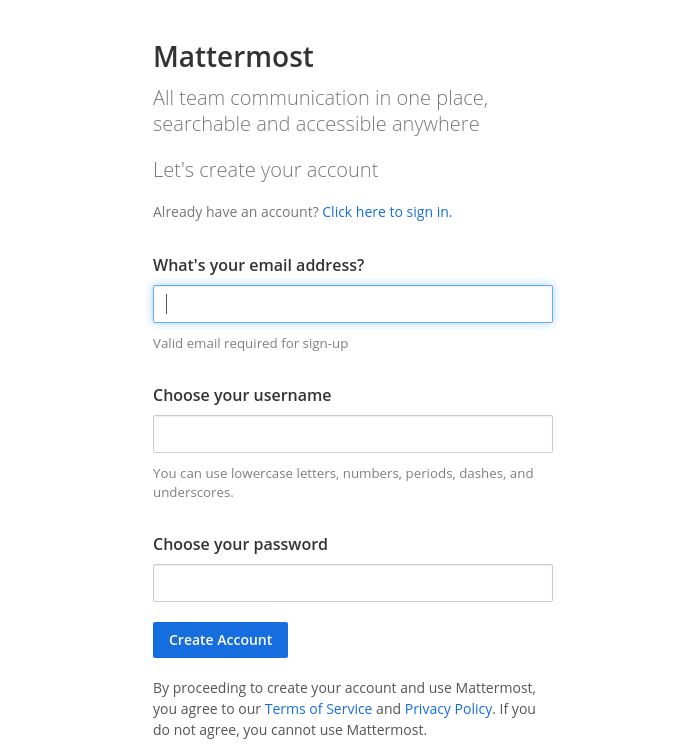 Mattermost
All team communication in one place,
searchable and accessible anywhere
Let's create your account
Already have an account? Click here to sign in.
What's your email address?
Valid email required for sign-up
Choose your username
You can use lowercase letters, numbers, periods, dashes, and
underscores.
Choose your password
Create Account
By proceeding to create your account and use Mattermost,
you agree to our Terms of Service and Privacy Policy. If you
do not agree, you cannot use Mattermost.